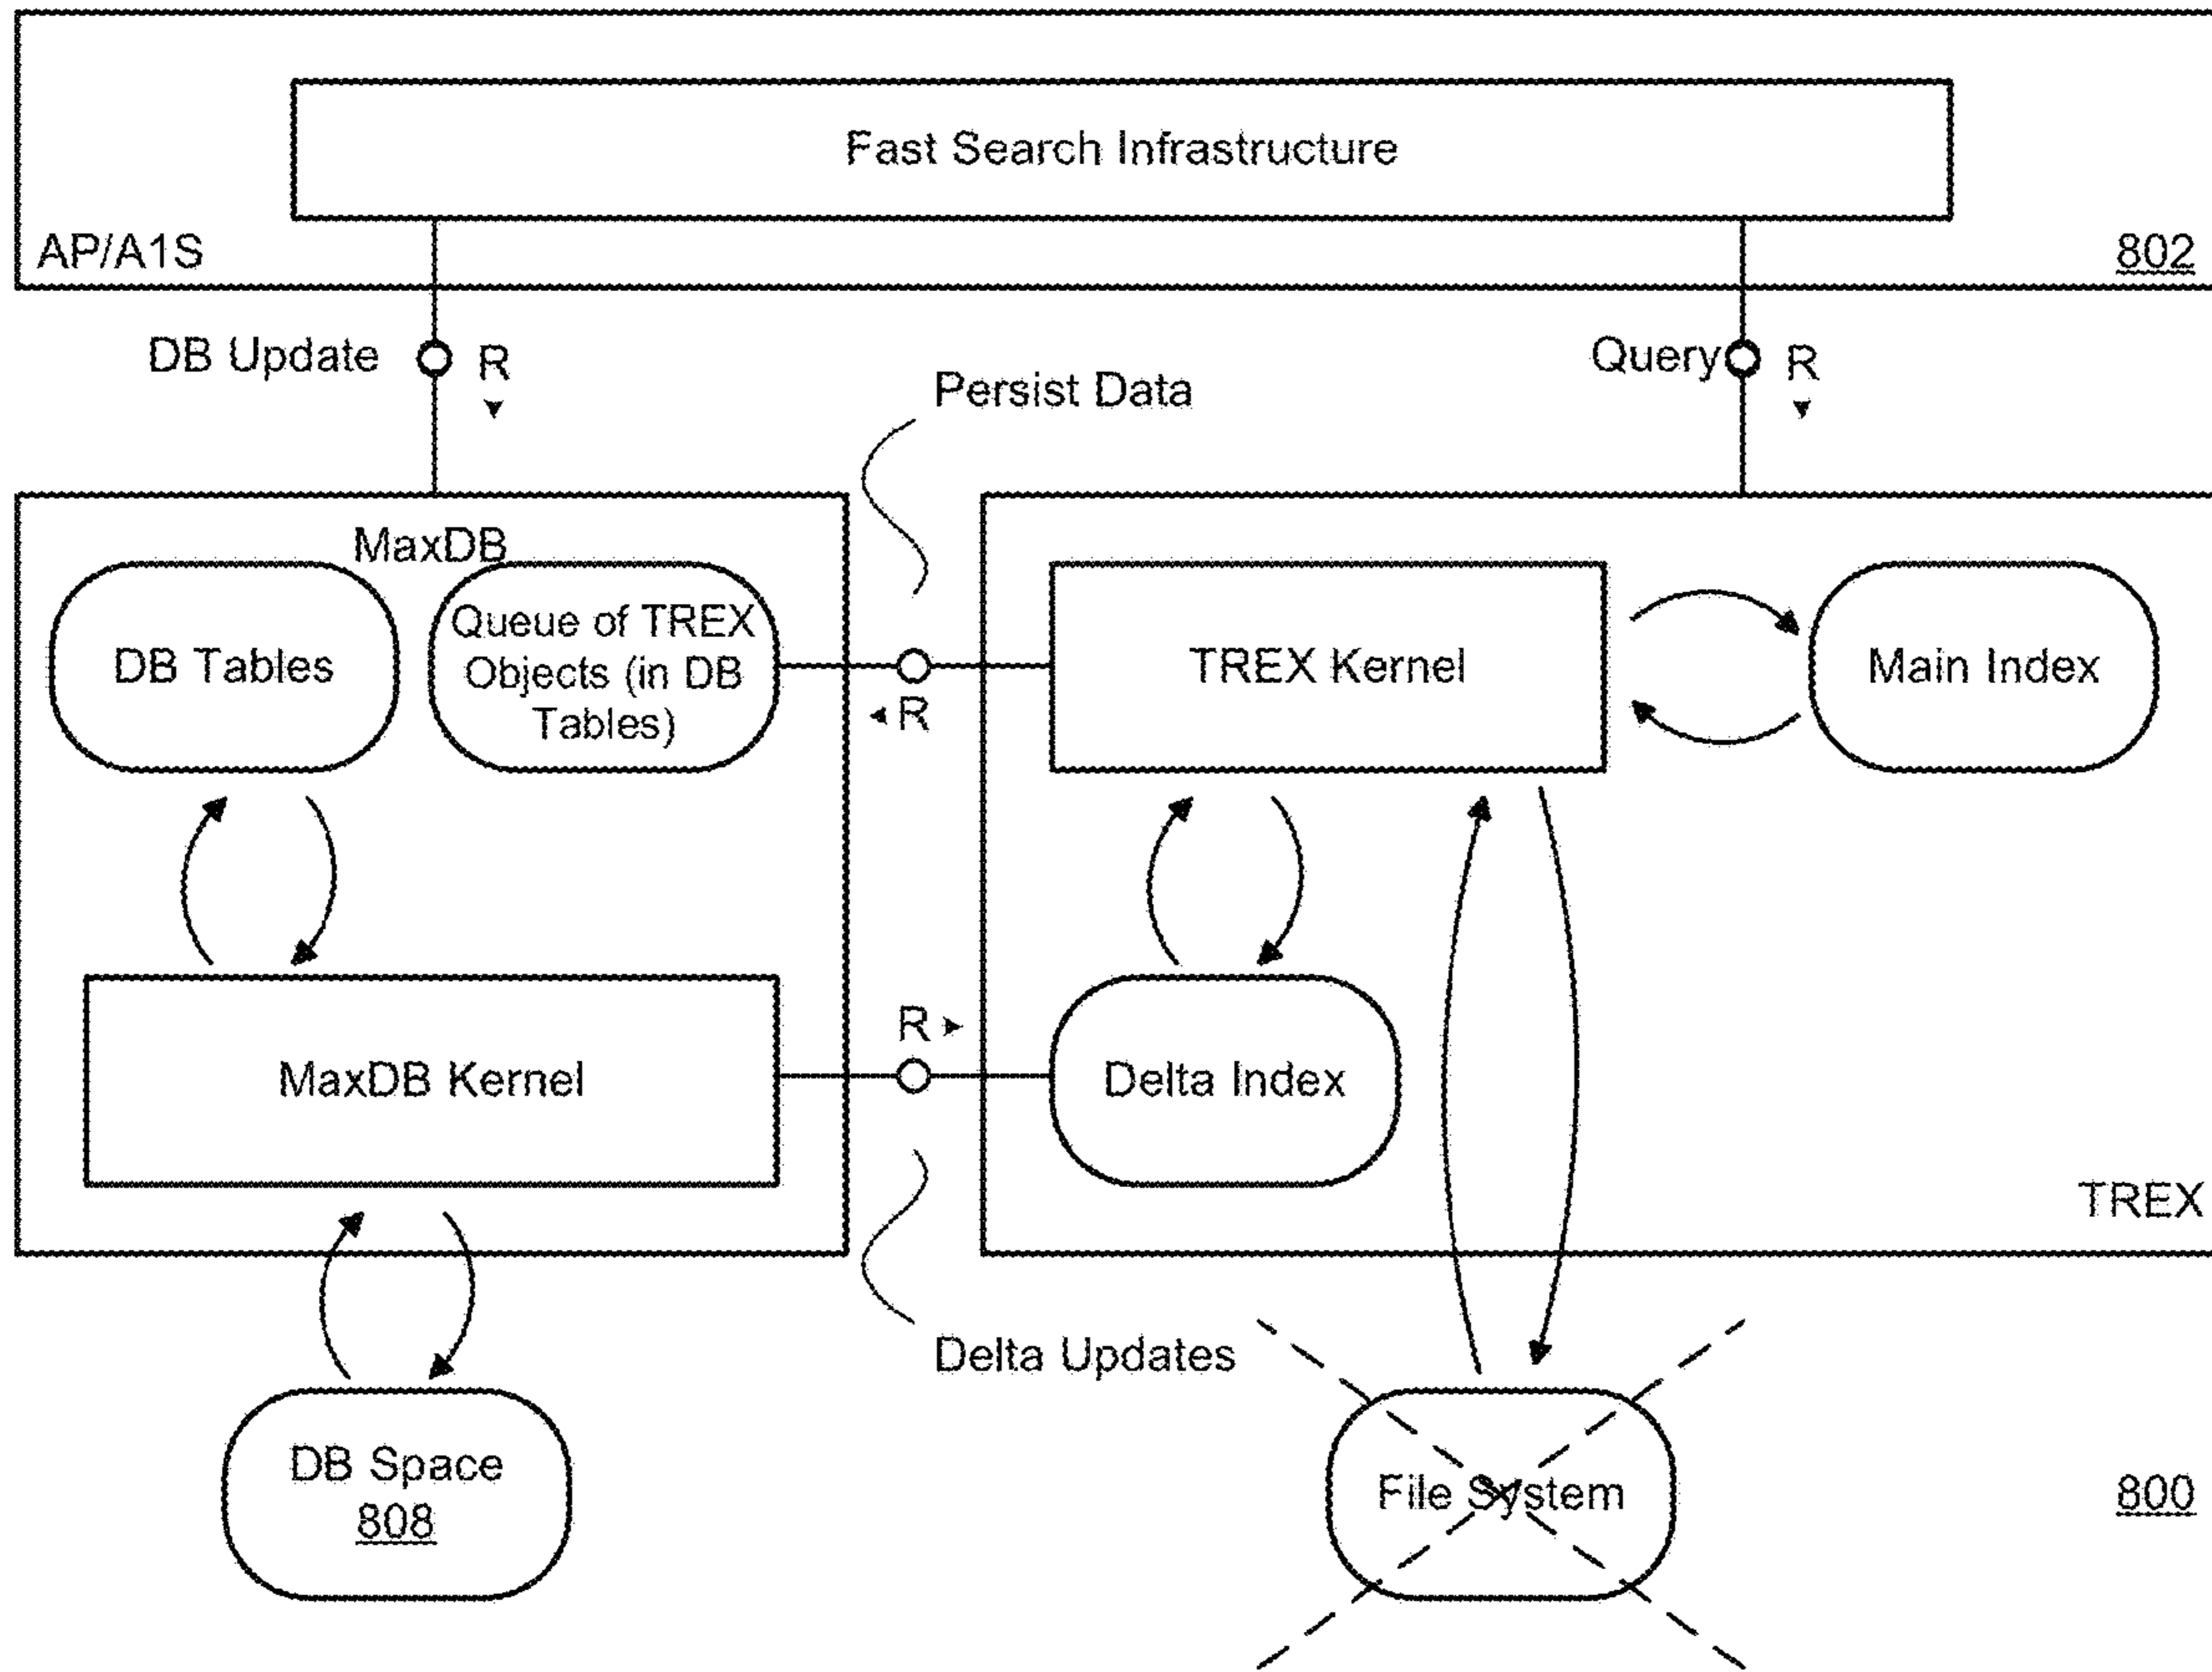 Fast Search Infrastructure
AP/A1S
802
DB Update
R
Query
R
Persist Data
MaxDB
DB Tables
Queue of TREX
Objects (in DB
Tables)
R
TREX Kernel
Main Index
MaxDB Kernel
R
Delta Index
TREX
Delta Updates
DB Space
808
File System
800